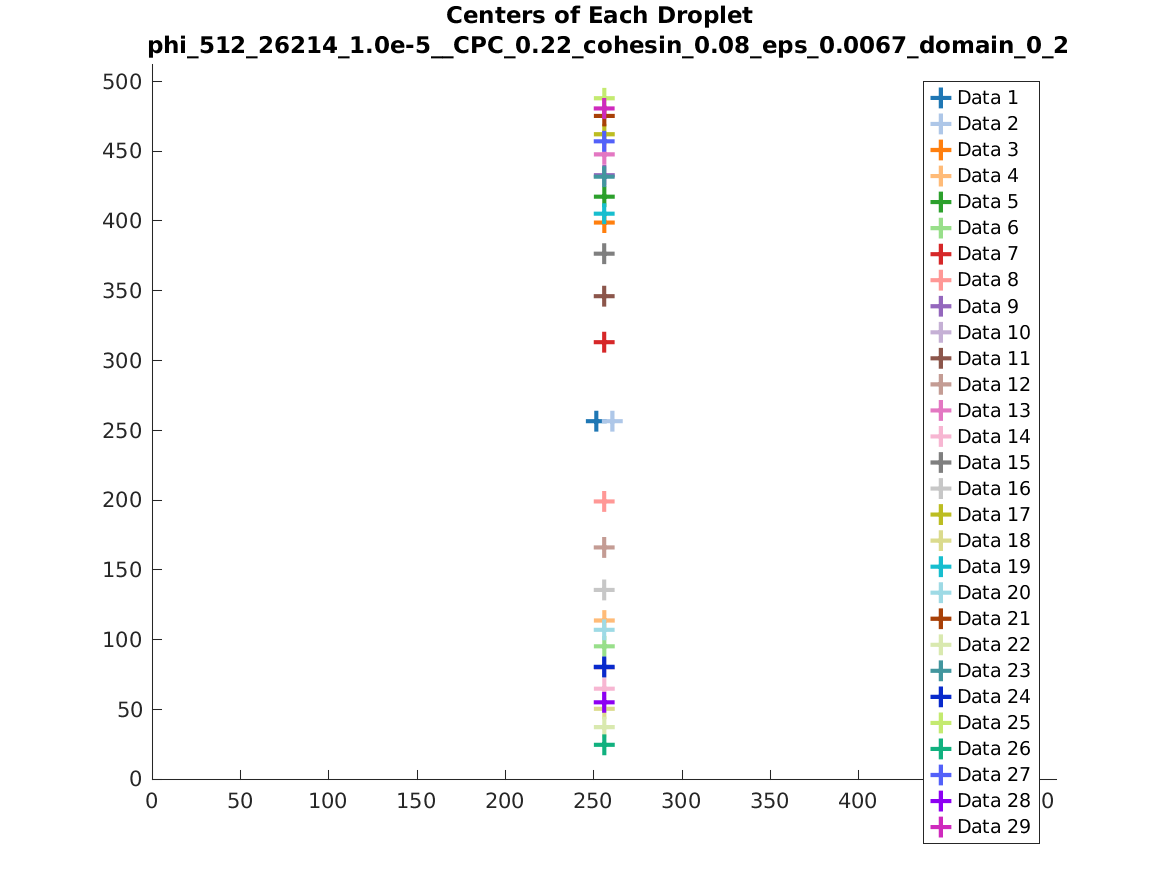 Centers of Each Droplet
phi_512_26214_1.0e-5__CPC_0.22_cohesin_0.08_eps_0.0067_domain_0_2
500
450
400
350
300
250
200
150
100
50
0
0 50 100 150 200 250 300 350 400 0
Data 1
Data 2
Data 3
Data 4
Data 5
Data 6
Data 7
Data 8
Data 9
Data 10
Data 11
Data 12
Data 13
Data 14
Data 15
Data 16
Data 17
Data 18
Data 19
Data 20
Data 21
Data 22
Data 23
Data 24
Data 25
Data 26
Data 27
Data 28
Data 29